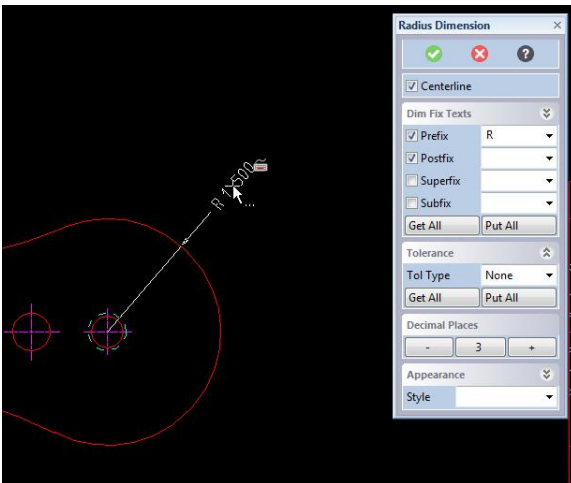 Radius Dimension
Centerline
Dim Fix Texts
Prefix R
Postfix
Superfix
Subfix
Get All Put All
Tolerance
Tol Type None
Get All Put All
Decimal Places
- 3 +
Appearance
Style
R 1.500~
...